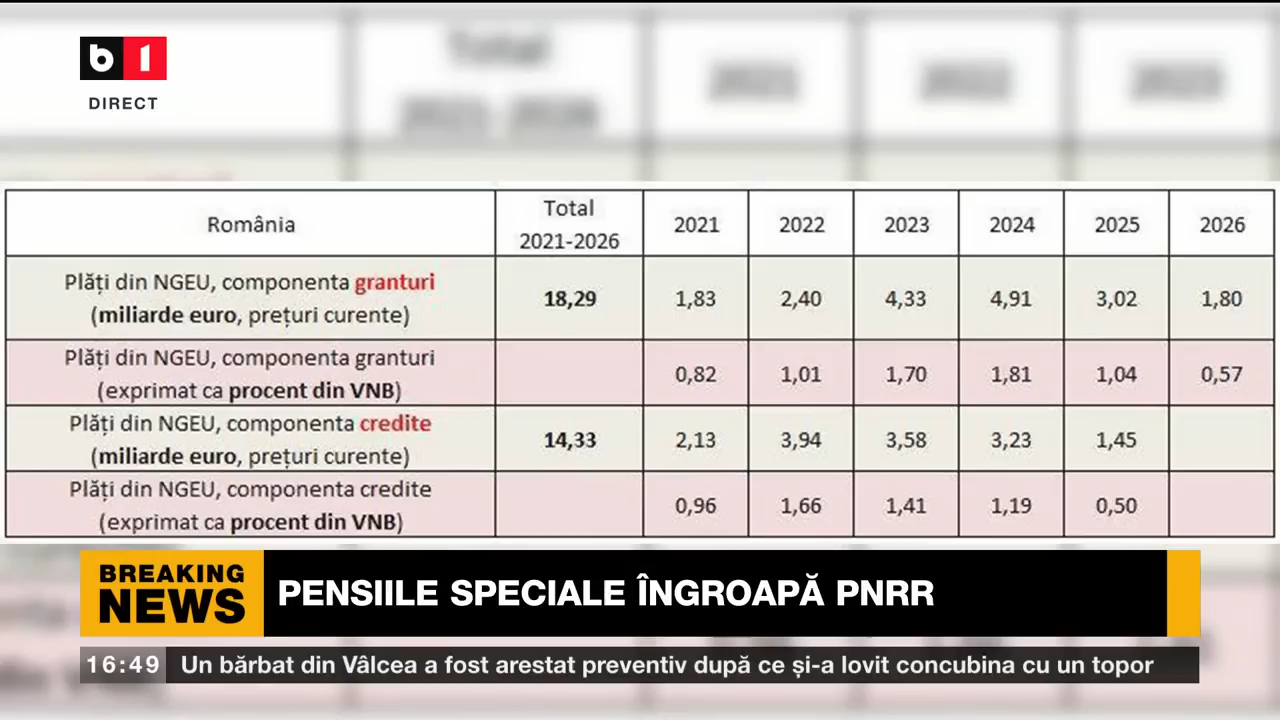 b 1
DIRECT
România
Total
2021-2026
2021
2022
2023
2024
2025
2026
Plăți din NGEU, componenta granturi
(miliarde euro, prețuri curente)
18,29
1,83
2,40
4,33
4,91
3,02
1,80
Plăți din NGEU, componenta granturi
(exprimat ca procent din VNB)
0,82
1,01
1,70
1,81
1,04
0,57
Plăți din NGEU, componenta credite
(miliarde euro, prețuri curente)
14,33
2,13
3,94
3,58
3,23
1,45
Plăți din NGEU, componenta credite
(exprimat ca procent din VNB)
0,96
1,66
1,41
1,19
0,50
BREAKING
NEWS
PENSIILE SPECIALE ÎNGROAPĂ PNRR
16:49 Un bărbat din Vâlcea a fost arestat preventiv după ce și-a lovit concubina cu un topor